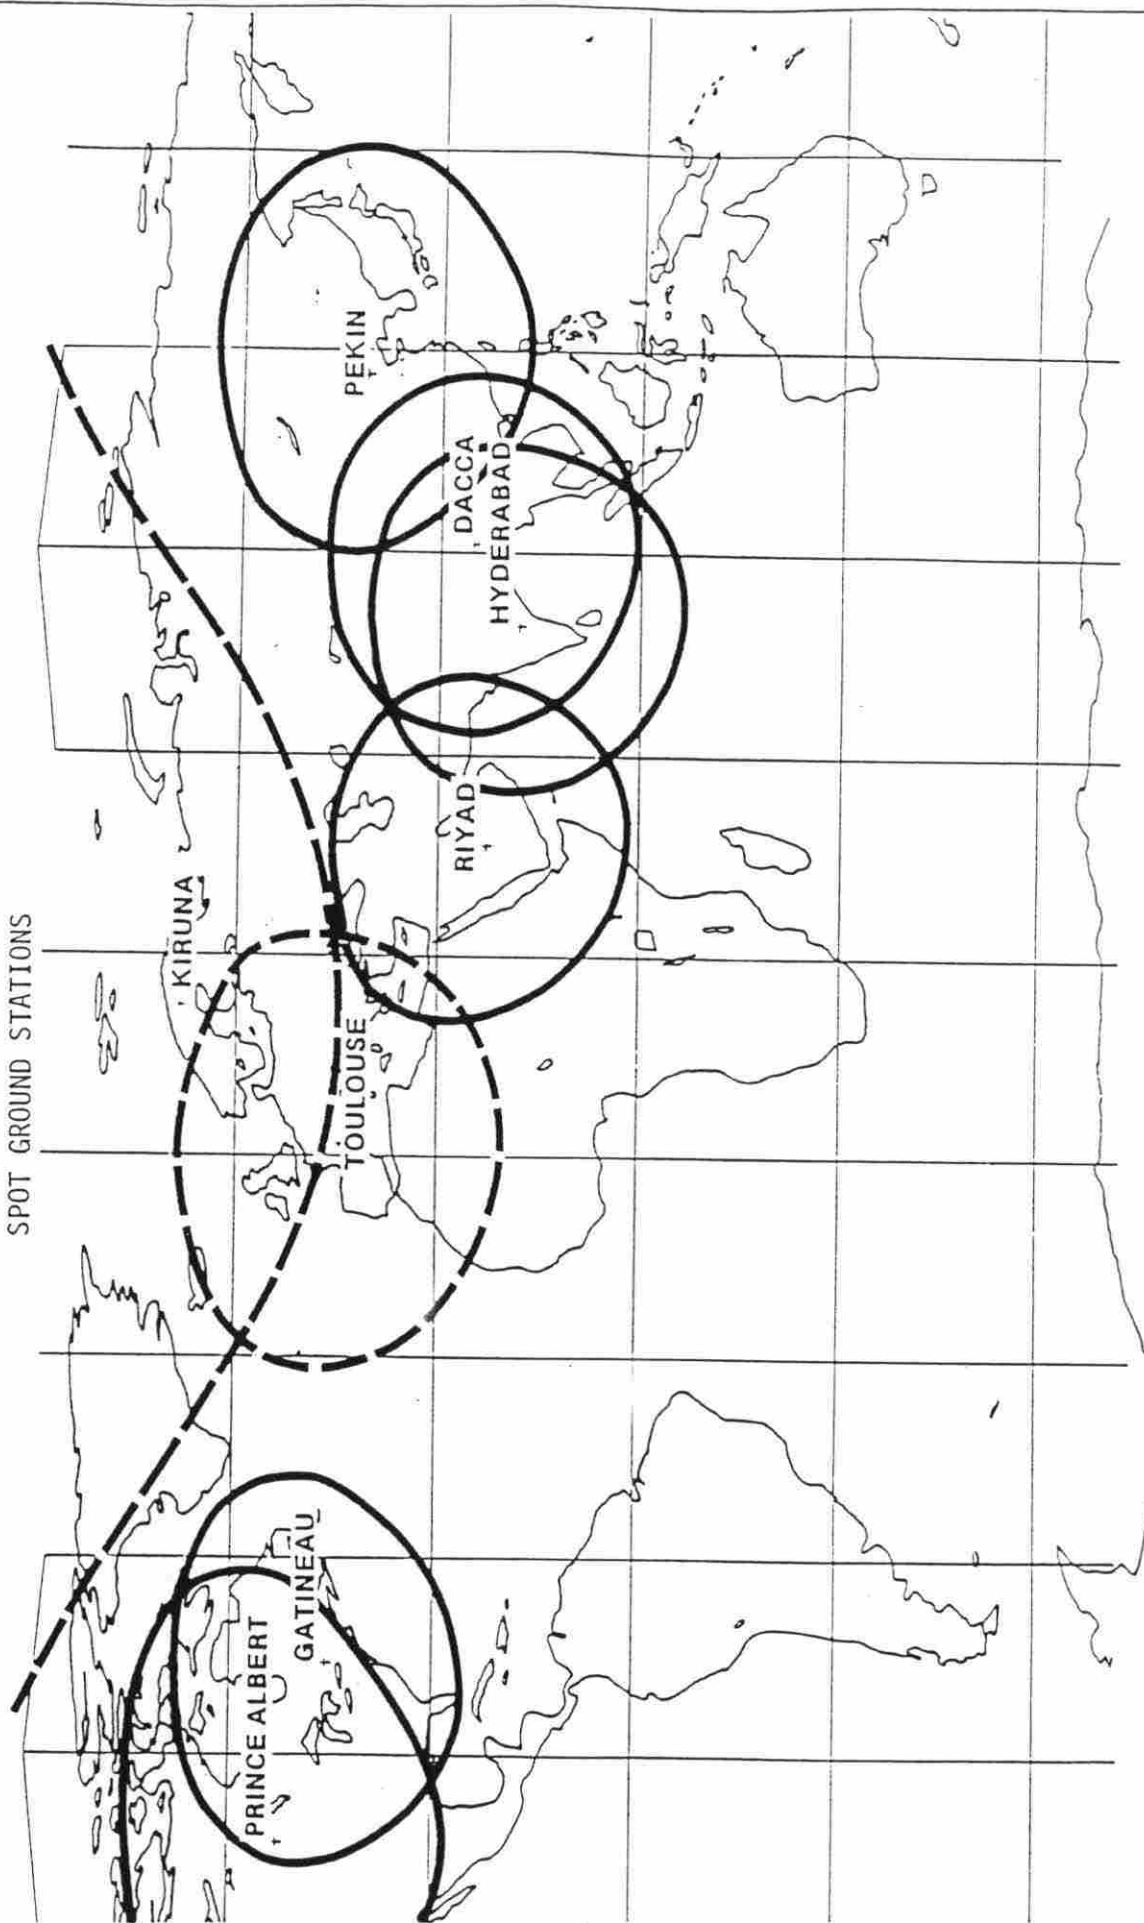 SPOT GROUND STATIONS
KIRUNA
TOULOUSE
PRINCE ALBERT
GATINEAU
RIYAD
PEKIN
DACCA
HYDERABAD